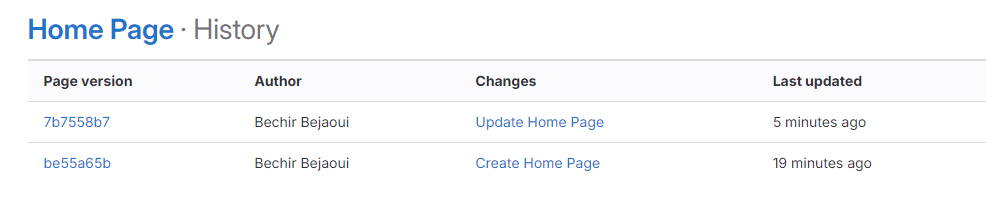 Home Page · History
Page version Author Changes Last updated
7b7558b7 Bechir Bejaoui Update Home Page 5 minutes ago
be55a65b Bechir Bejaoui Create Home Page 19 minutes ago